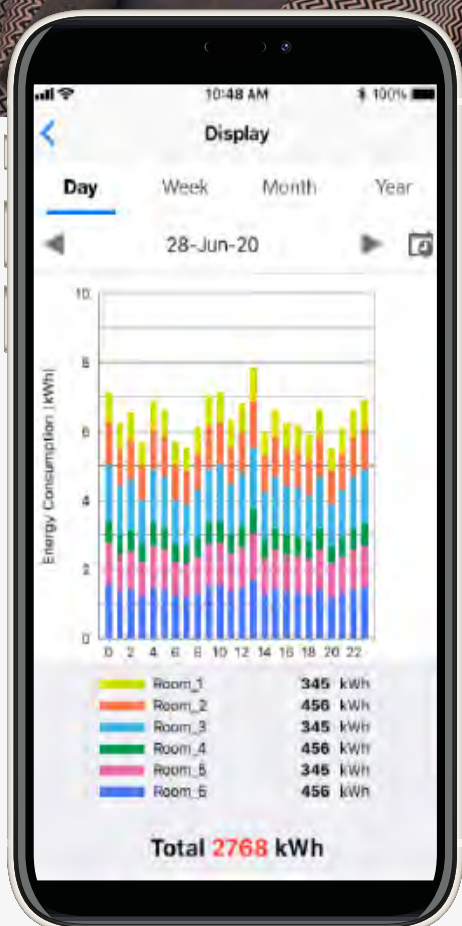 10:48 AM 100%
Display
Day Week Month Year
28-Jun-20
10
8
6
4
2
0
Energy Consumption (kWh)
0 2 4 6 8 10 12 14 16 18 20 22
Room_1 345 kWh
Room_2 456 kWh
Room_3 345 kWh
Room_4 456 kWh
Room_5 345 kWh
Room_6 456 kWh
Total 2768 kWh